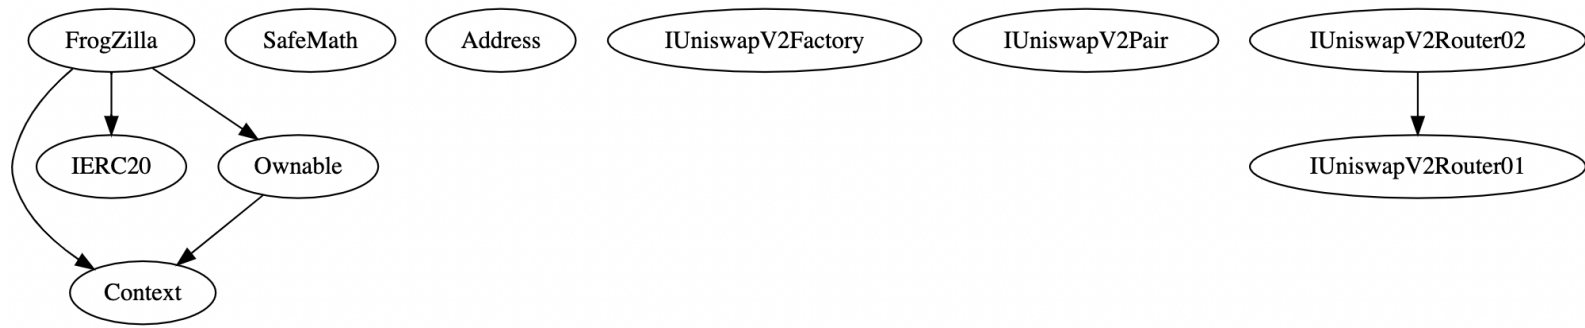 FrogZilla
SafeMath
Address
IUniswapV2Factory
IUniswapV2Pair
IUniswapV2Router02
IERC20
Ownable
IUniswapV2Router01
Context